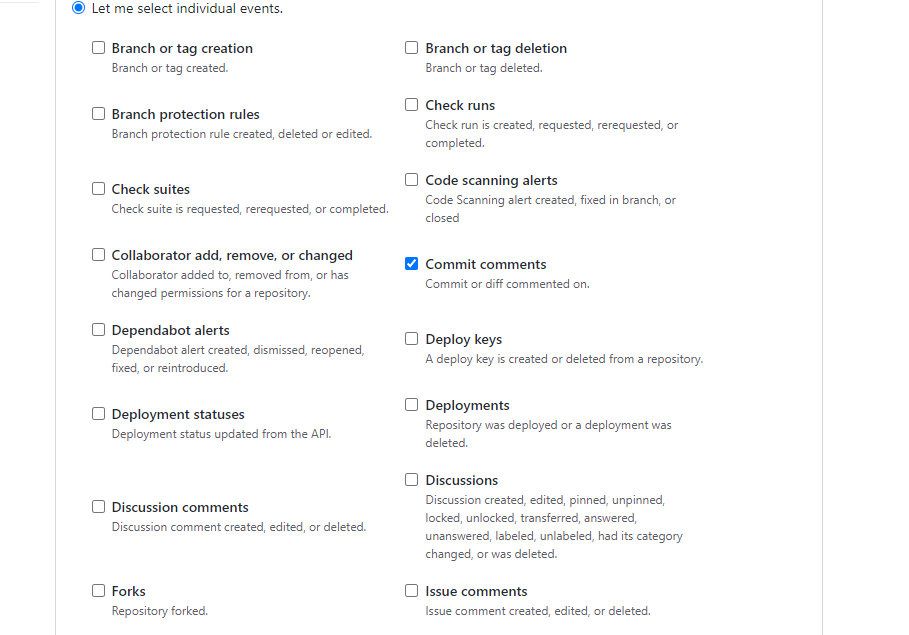 Let me select individual events.
Branch or tag creation
Branch or tag created.
Branch or tag deletion
Branch or tag deleted.
Branch protection rules
Branch protection rule created, deleted or edited.
Check runs
Check run is created, requested, rerequested, or
completed.
Check suites
Check suite is requested, rerequested, or completed.
Code scanning alerts
Code Scanning alert created, fixed in branch, or
closed
Collaborator add, remove, or changed
Collaborator added to, removed from, or has
changed permissions for a repository.
Commit comments
Commit or diff commented on.
Dependabot alerts
Dependabot alert created, dismissed, reopened,
fixed, or reintroduced.
Deploy keys
A deploy key is created or deleted from a repository.
Deployment statuses
Deployment status updated from the API.
Deployments
Repository was deployed or a deployment was
deleted.
Discussion comments
Discussion comment created, edited, or deleted.
Discussions
Discussion created, edited, pinned, unpinned,
locked, unlocked, transferred, answered,
unanswered, labeled, unlabeled, had its category
changed, or was deleted.
Forks
Repository forked.
Issue comments
Issue comment created, edited, or deleted.